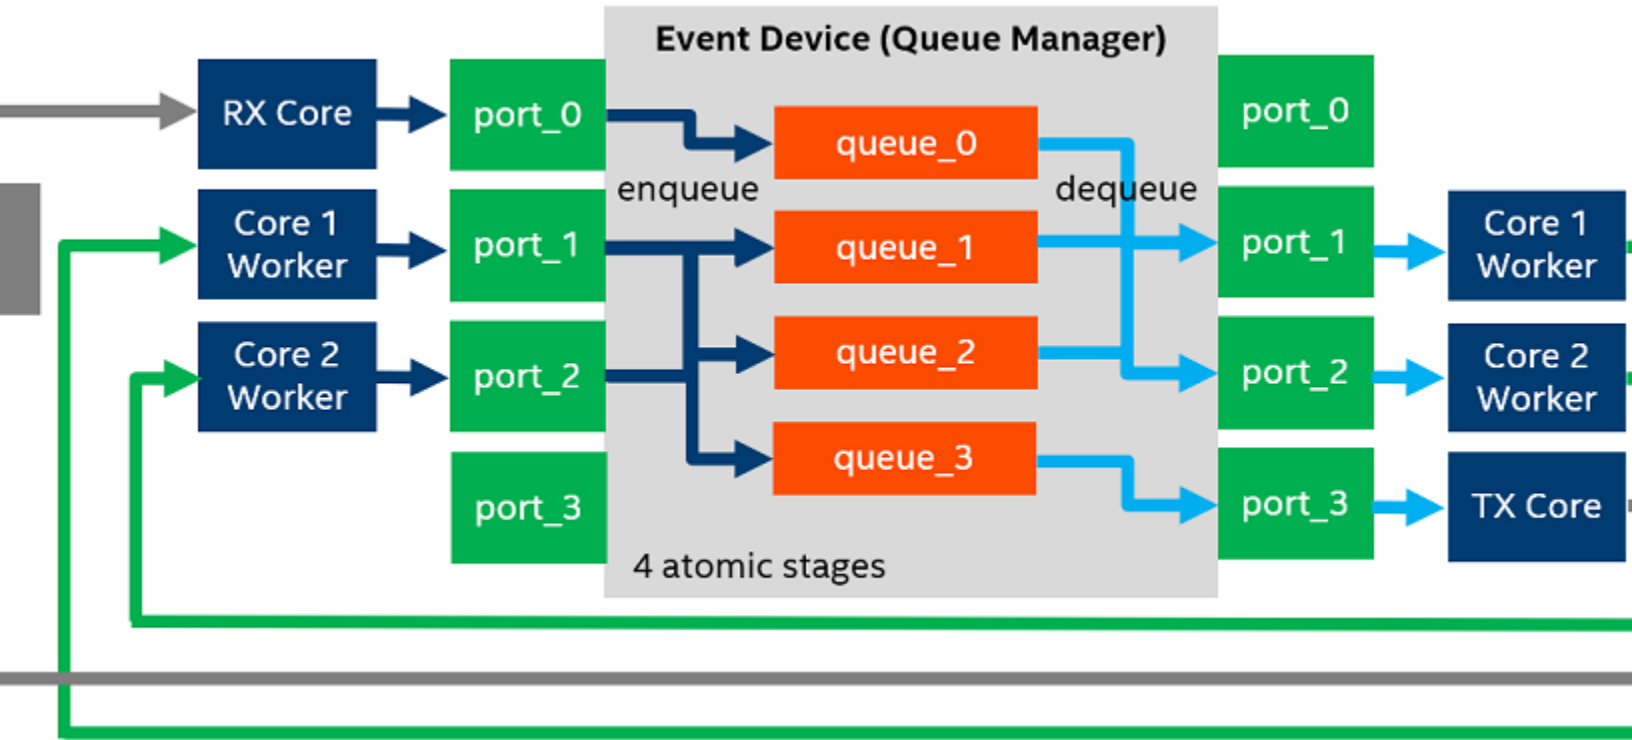 Event Device (Queue Manager)
RX Core
port_0
queue_0
port_0
enqueue
dequeue
Core 1
Worker
port_1
queue_1
port_1
Core 1
Worker
Core 2
Worker
port_2
queue_2
port_2
Core 2
Worker
port_3
queue_3
port_3
TX Core
4 atomic stages